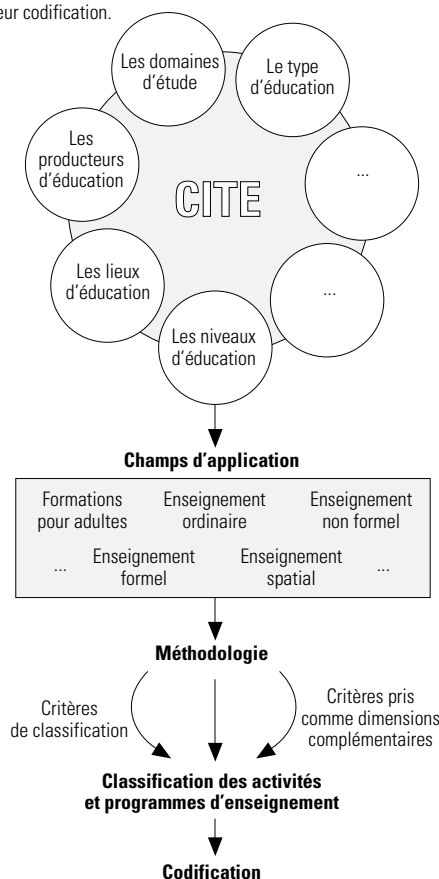 eur codification.
Les domaines
d'étude
Le type
d'éducation
Les
producteurs
d'éducation
...
CITE
Les lieux
d'éducation
...
Les niveaux
d'éducation
Champs d'application
Formations
pour adultes
Enseignement
ordinaire
Enseignement
non formel
...
Enseignement
formel
Enseignement
spatial
...
Méthodologie
Critères
de classification
Critères pris
comme dimensions
complémentaires
Classification des activités
et programmes d'enseignement
Codification